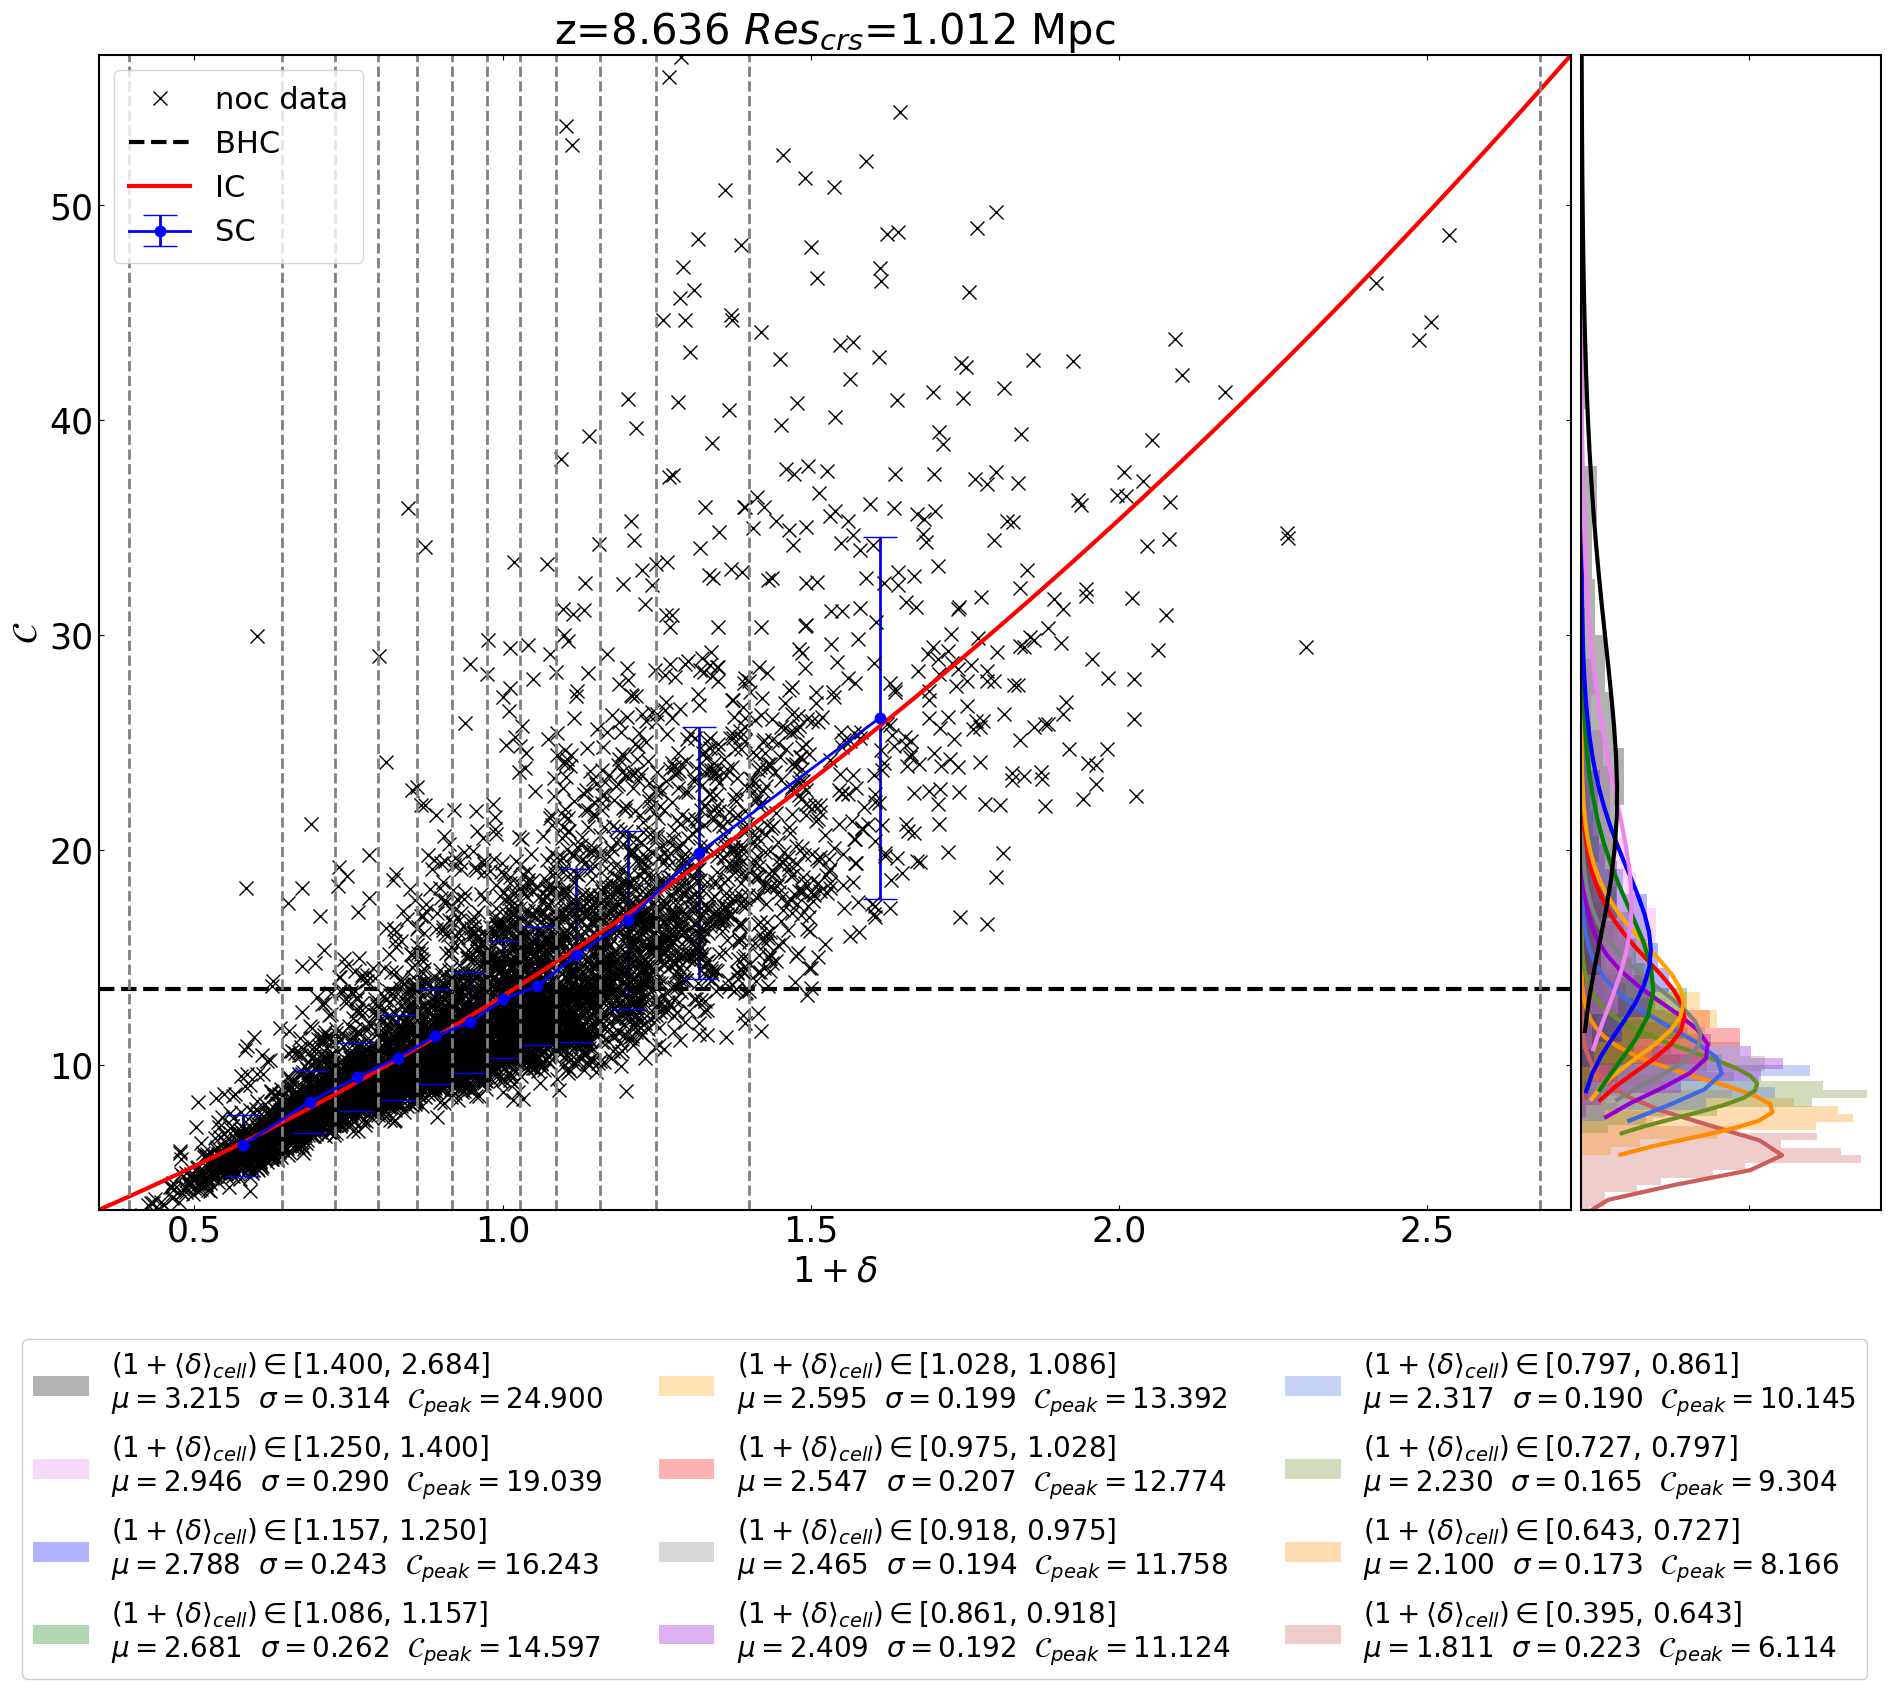 z=8.636 Res_crs=1.012 Mpc
noc data
BHC
IC
SC
50
40
30
20
10
𝒞
0.5 1.0 1.5 2.0 2.5
1 + δ
(1 + ⟨δ⟩_cell) ∈ [1.400, 2.684]
μ = 3.215 σ = 0.314 𝒞_peak = 24.900
(1 + ⟨δ⟩_cell) ∈ [1.250, 1.400]
μ = 2.946 σ = 0.290 𝒞_peak = 19.039
(1 + ⟨δ⟩_cell) ∈ [1.157, 1.250]
μ = 2.788 σ = 0.243 𝒞_peak = 16.243
(1 + ⟨δ⟩_cell) ∈ [1.086, 1.157]
μ = 2.681 σ = 0.262 𝒞_peak = 14.597
(1 + ⟨δ⟩_cell) ∈ [1.028, 1.086]
μ = 2.595 σ = 0.199 𝒞_peak = 13.392
(1 + ⟨δ⟩_cell) ∈ [0.975, 1.028]
μ = 2.547 σ = 0.207 𝒞_peak = 12.774
(1 + ⟨δ⟩_cell) ∈ [0.918, 0.975]
μ = 2.465 σ = 0.194 𝒞_peak = 11.758
(1 + ⟨δ⟩_cell) ∈ [0.861, 0.918]
μ = 2.409 σ = 0.192 𝒞_peak = 11.124
(1 + ⟨δ⟩_cell) ∈ [0.797, 0.861]
μ = 2.317 σ = 0.190 𝒞_peak = 10.145
(1 + ⟨δ⟩_cell) ∈ [0.727, 0.797]
μ = 2.230 σ = 0.165 𝒞_peak = 9.304
(1 + ⟨δ⟩_cell) ∈ [0.643, 0.727]
μ = 2.100 σ = 0.173 𝒞_peak = 8.166
(1 + ⟨δ⟩_cell) ∈ [0.395, 0.643]
μ = 1.811 σ = 0.223 𝒞_peak = 6.114